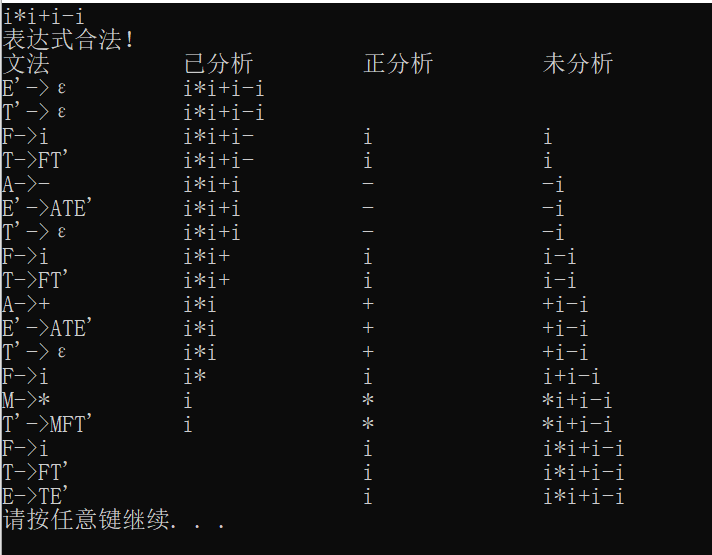 i*i+i-i
表达式合法!
文法 已分析 正分析 未分析
E'->ε i*i+i-i
T'->ε i*i+i-i
F->i i*i+i- i i
T->FT' i*i+i- i i
A->- i*i+i - -i
E'->ATE' i*i+i - -i
T'->ε i*i+i - -i
F->i i*i+ i i-i
T->FT' i*i+ i i-i
A->+ i*i + +i-i
E'->ATE' i*i + +i-i
T'->ε i*i + +i-i
F->i i* i i+i-i
M->* i * *i+i-i
T'->MFT' i * *i+i-i
F->i i i*i+i-i
T->FT' i i*i+i-i
E->TE' i i*i+i-i
请按任意键继续. . .